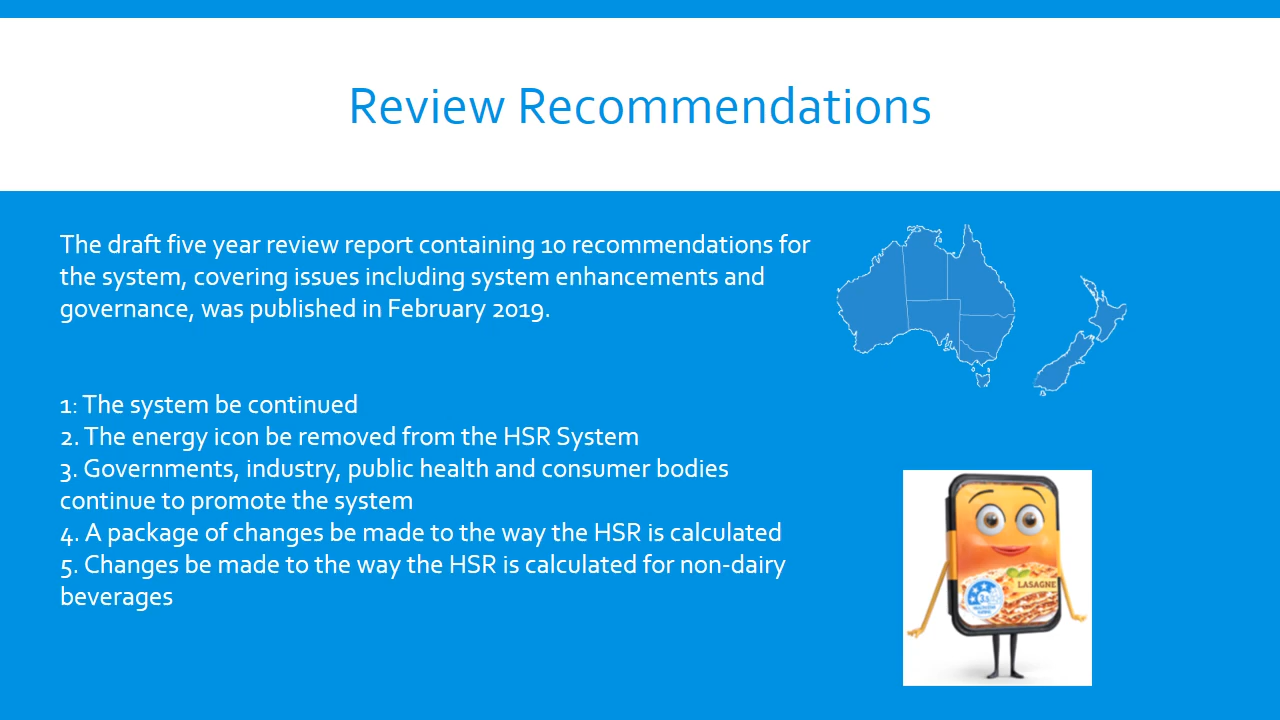 Review Recommendations
The draft five year review report containing 10 recommendations for
the system, covering issues including system enhancements and
governance, was published in February 2019.
1: The system be continued
2. The energy icon be removed from the HSR System
3. Governments, industry, public health and consumer bodies
continue to promote the system
4. A package of changes be made to the way the HSR is calculated
5. Changes be made to the way the HSR is calculated for non-dairy
beverages
LASAGNE